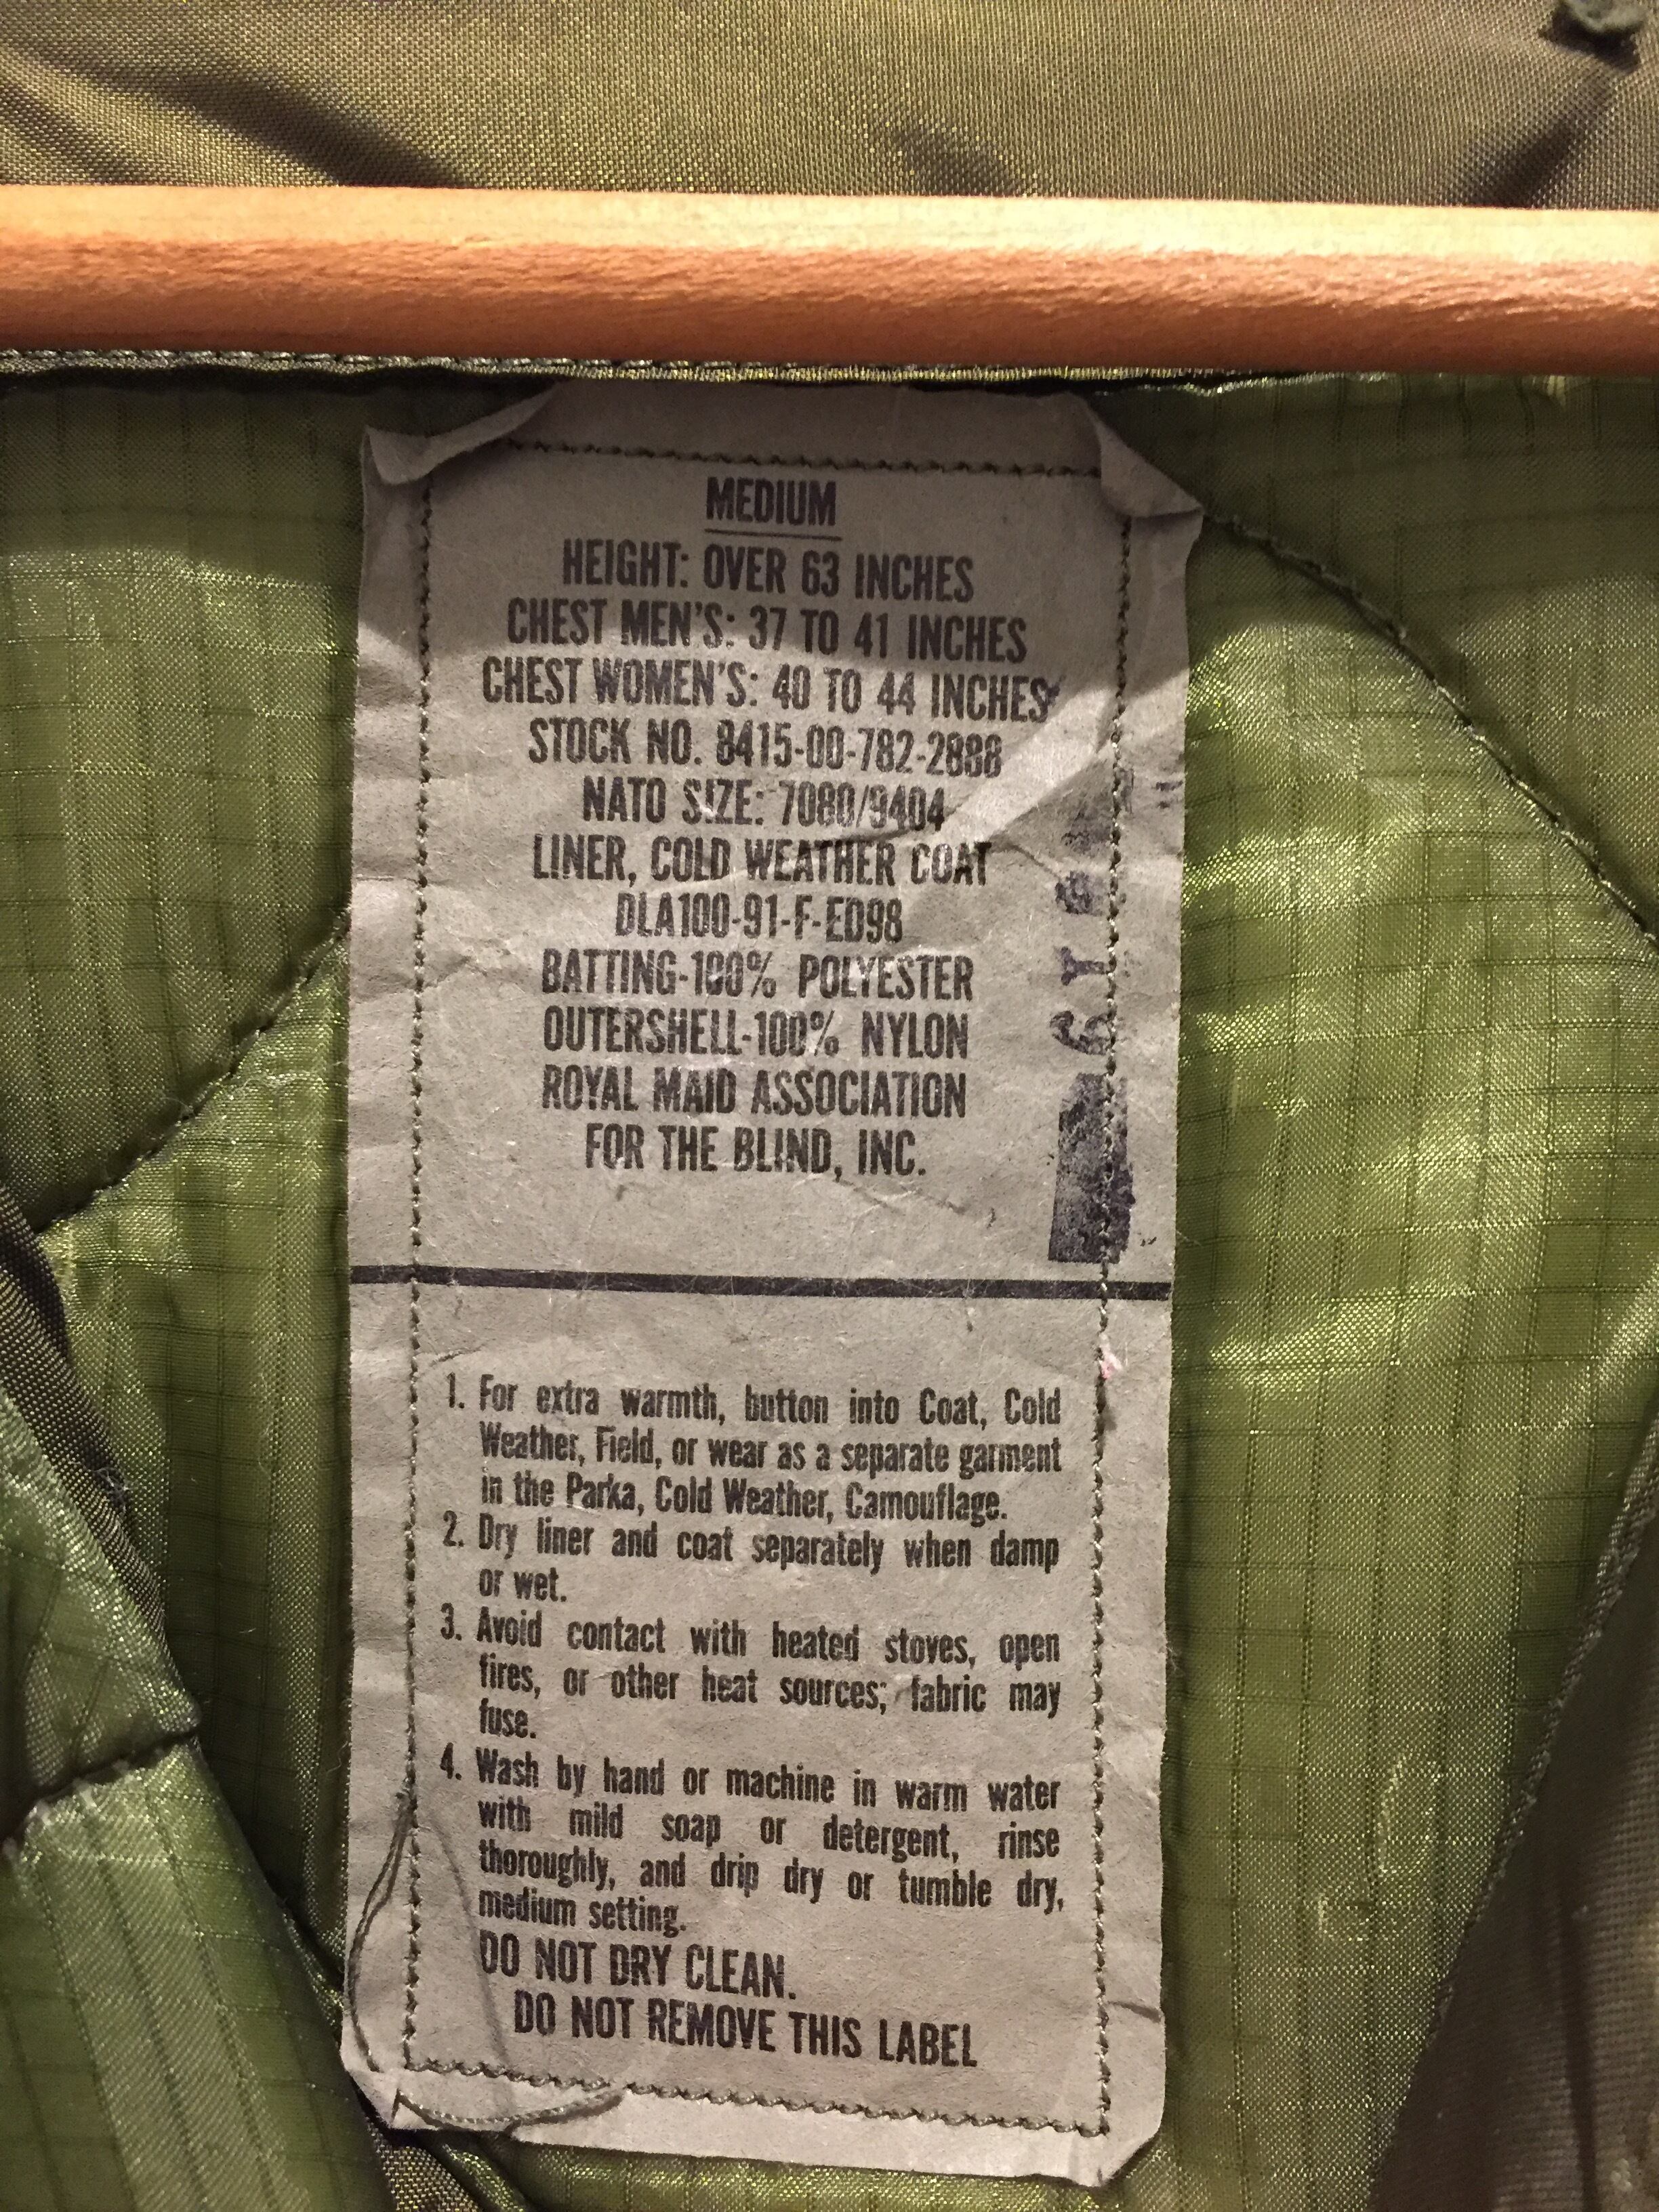 MEDIUM
HEIGHT: OVER 63 INCHES
CHEST MEN'S: 37 TO 41 INCHES
CHEST WOMEN'S: 40 TO 44 INCHES
STOCK NO. 8415-00-782-2888
NATO SIZE: 7080/9404
LINER, COLD WEATHER COAT
DLA100-91-F-ED98
BATTING-100% POLYESTER
OUTERSHELL-100% NYLON
ROYAL MAID ASSOCIATION
FOR THE BLIND, INC.
1. For extra warmth, button into Coat, Cold
Weather, Field, or wear as a separate garment
in the Parka, Cold Weather, Camouflage.
2. Dry liner and coat separately when damp
or wet.
3. Avoid contact with heated stoves, open
fires, or other heat sources; fabric may
fuse.
4. Wash by hand or machine in warm water
with mild soap or detergent, rinse
thoroughly, and drip dry or tumble dry,
medium setting.
DO NOT DRY CLEAN.
DO NOT REMOVE THIS LABEL